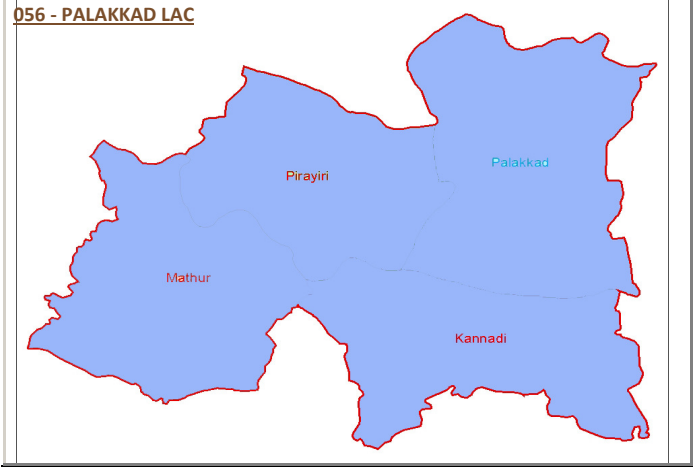 056 - PALAKKAD LAC
Palakkad
Pirayiri
Mathur
Kannadi